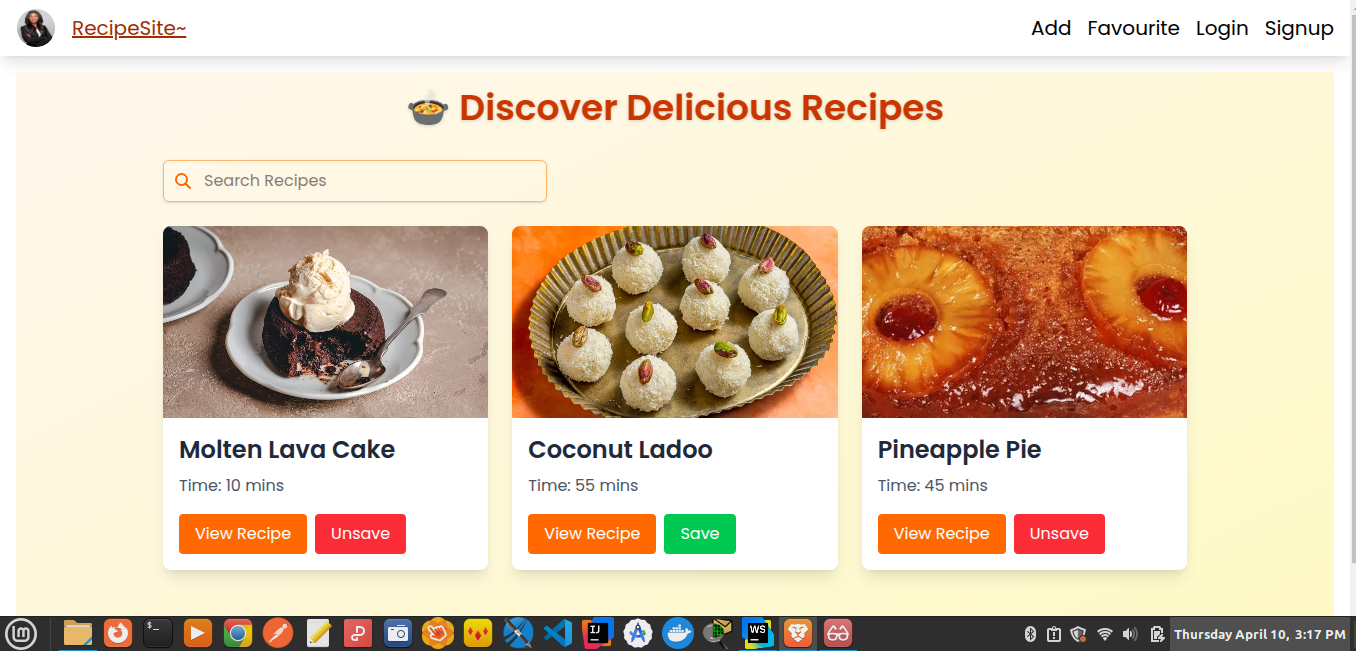 RecipeSite~ Add Favourite Login Signup
Discover Delicious Recipes
Search Recipes
Molten Lava Cake Coconut Ladoo Pineapple Pie
Time: 10 mins Time: 55 mins Time: 45 mins
View Recipe Unsave View Recipe Save View Recipe Unsave
$_ IJ WS Thursday April 10, 3:17 PM